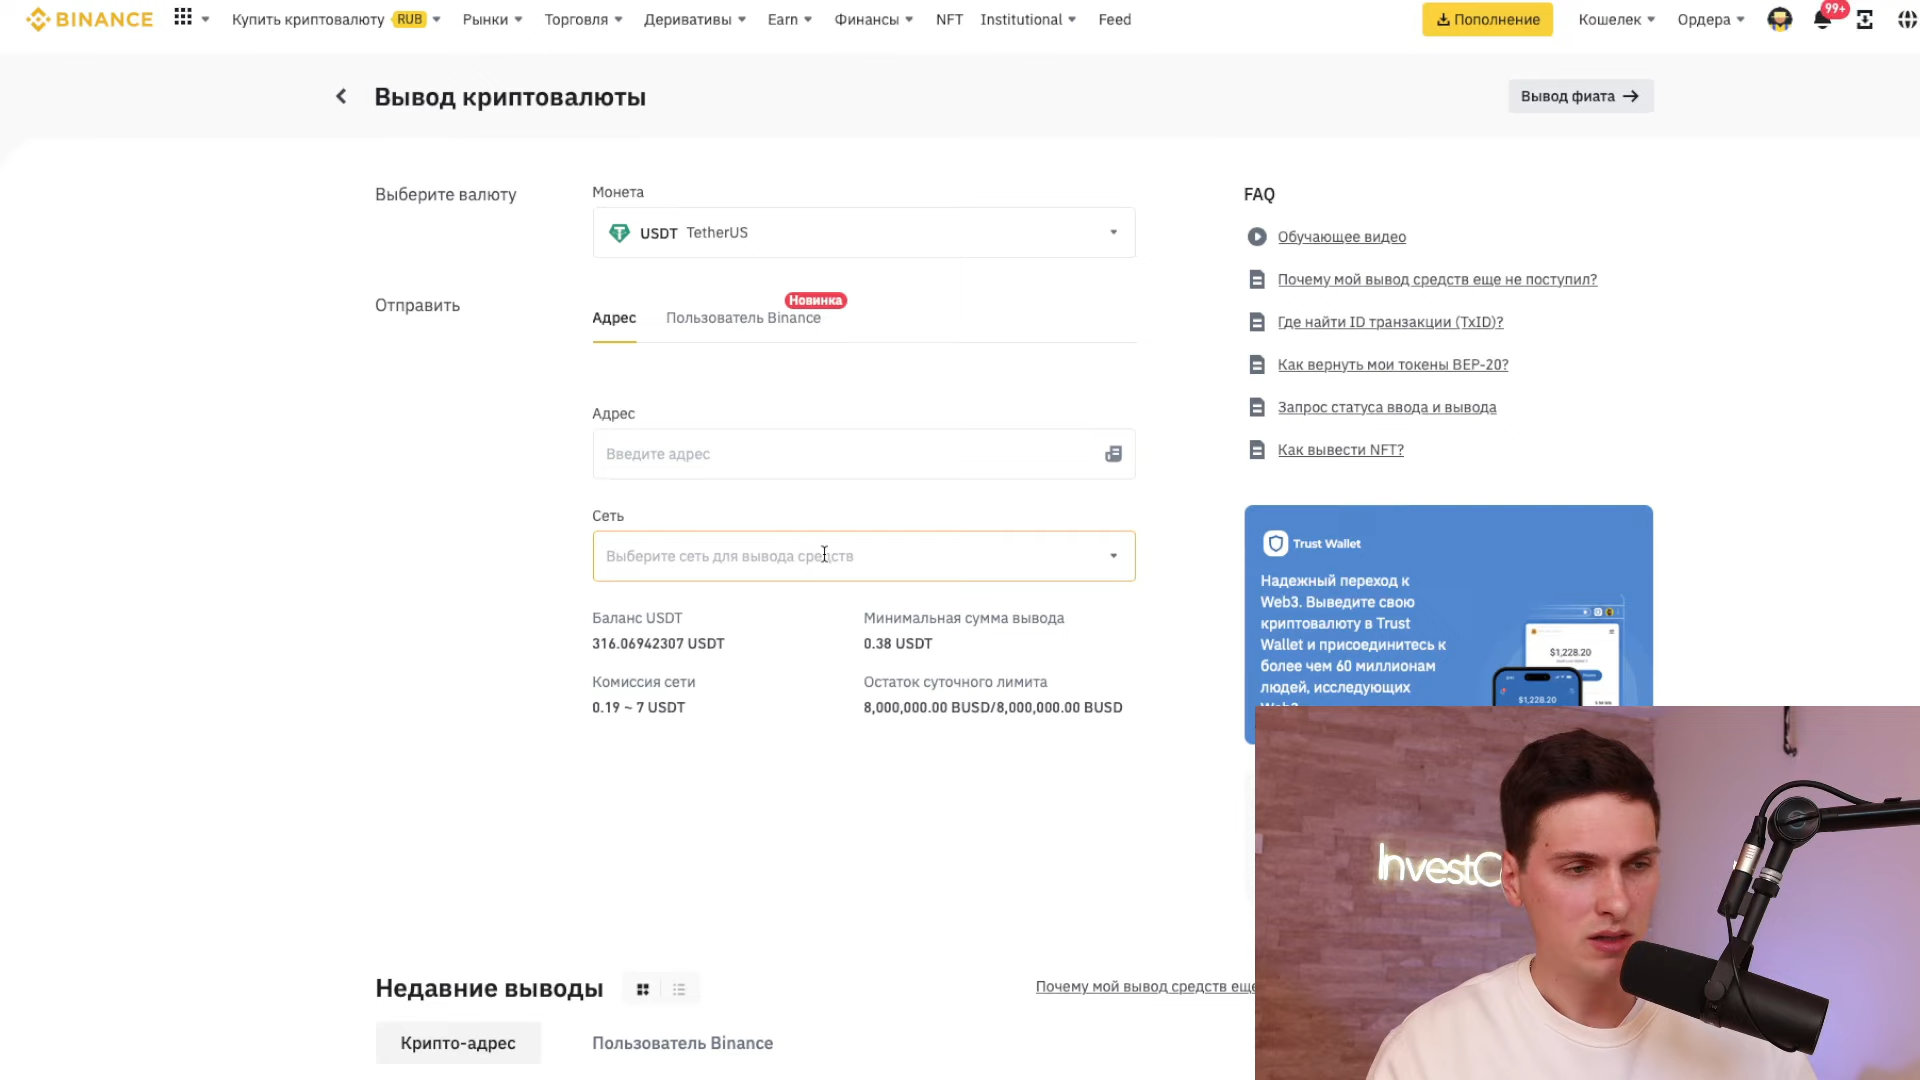 BINANCE
Купить криптовалюту RUB
Рынки
Торговля
Деривативы
Earn
Финансы
NFT
Institutional
Feed
Пополнение
Кошелек
Ордера
99+
Вывод криптовалюты
Вывод фиата
Выберите валюту
Монета
USDT TetherUS
Отправить
Новинка
Адрес
Пользователь Binance
Адрес
Введите адрес
Сеть
Выберите сеть для вывода средств
Баланс USDT
316.06942307 USDT
Минимальная сумма вывода
0.38 USDT
Комиссия сети
0.19 ~ 7 USDT
Остаток суточного лимита
8,000,000.00 BUSD/8,000,000.00 BUSD
FAQ
Обучающее видео
Почему мой вывод средств еще не поступил?
Где найти ID транзакции (TxID)?
Как вернуть мои токены BEP-20?
Запрос статуса ввода и вывода
Как вывести NFT?
Trust Wallet
Надежный переход к
Web3. Выведите свою
криптовалюту в Trust
Wallet и присоединитесь к
более чем 60 миллионам
людей, исследующих
$1,228.20
$1,228.20
Недавние выводы
Почему мой вывод средств еще
Крипто-адрес
Пользователь Binance